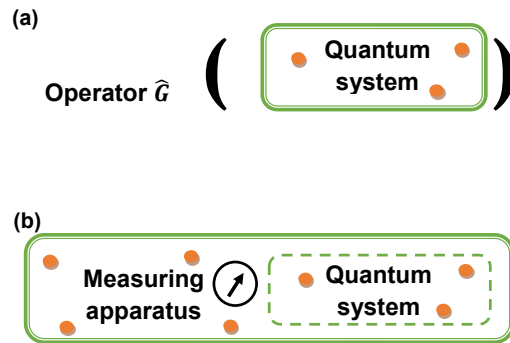 (a)
Quantum
system
Operator Ĝ
(
)
(b)
Measuring
apparatus
Quantum
system